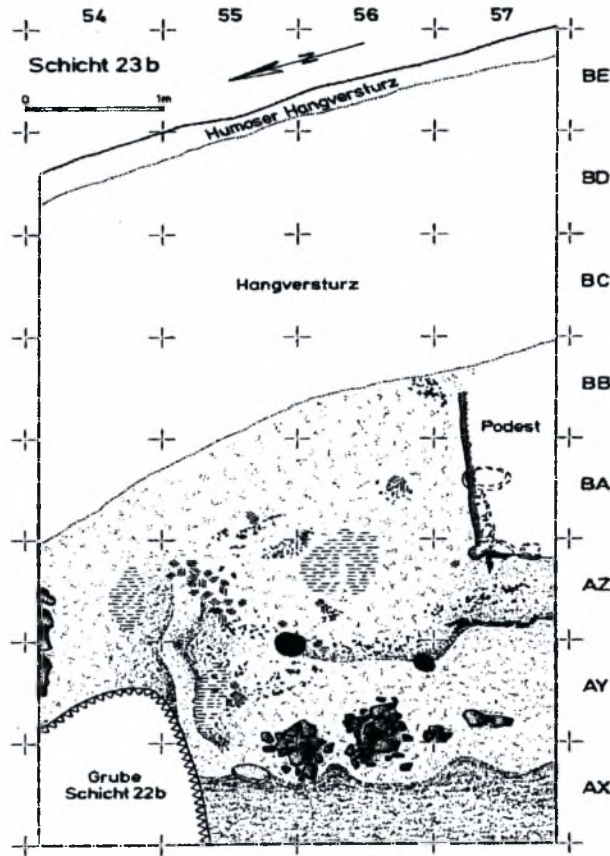 54 55 56 57
Schicht 23b
N
0 1m
Humoser Hangversturz
BE
BD
Hangversturz
BC
BB
Podest
BA
AZ
AY
Grube
Schicht 22b
AX